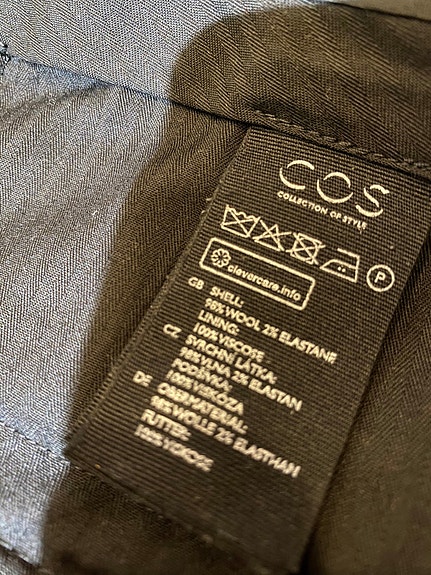 COS
COLLECTION OF STYLE
P
clevercare.info
GB SHELL:
98% WOOL 2% ELASTANE
LINING:
100% VISCOSE
CZ SVRCHNÍ LÁTKA:
98% VLNA 2% ELASTAN
PODŠÍVKA:
100% VISKÓZA
DE OBERMATERIAL:
98% WOLLE 2% ELASTHAN
FUTTER:
100% VISKOSE